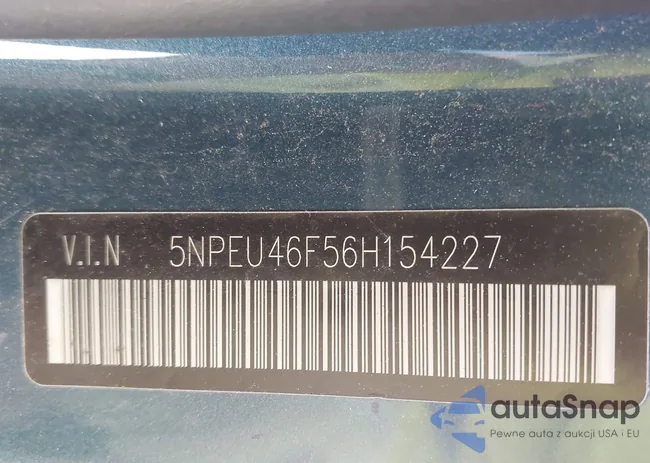 V.I.N 5NPEU46F56H154227
autaSnap
Pewne auta z aukcji USA i EU